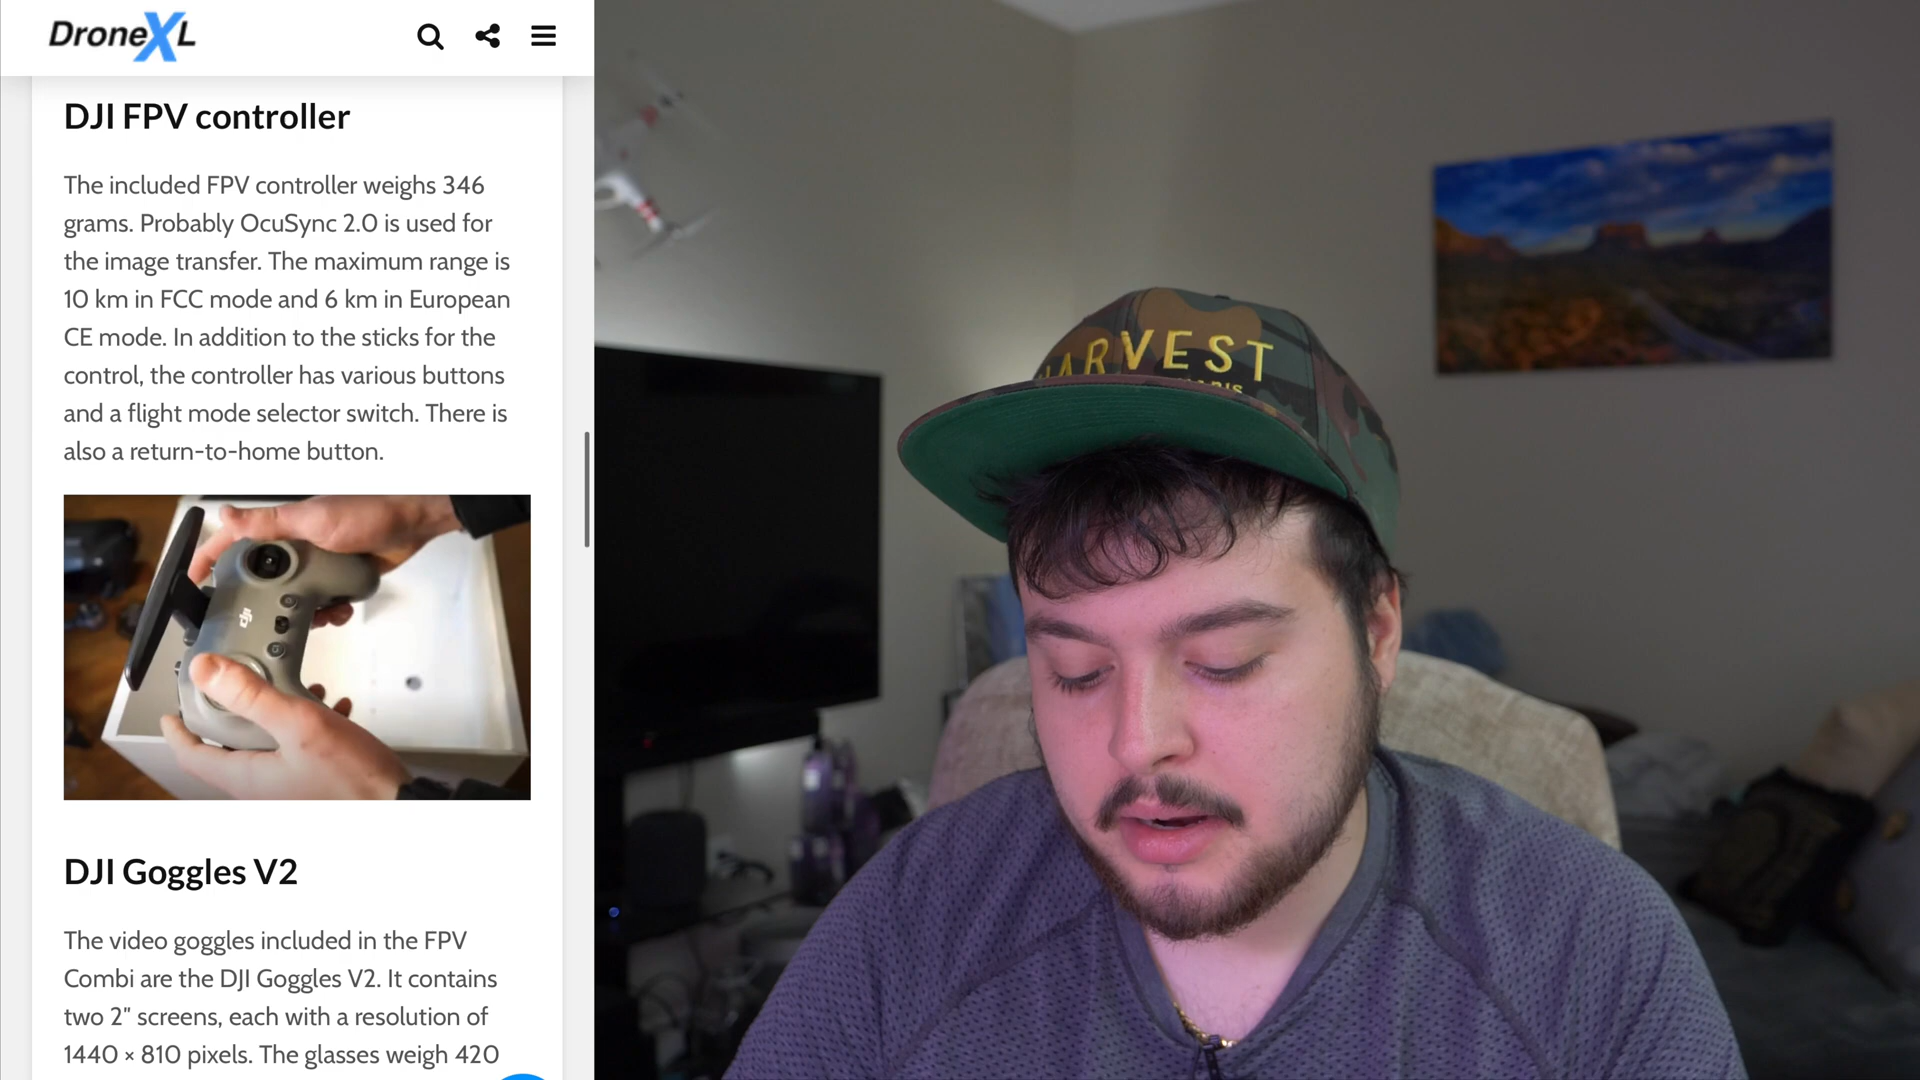 DroneXL
DJI FPV controller
The included FPV controller weighs 346
grams. Probably OcuSync 2.0 is used for
the image transfer. The maximum range is
10 km in FCC mode and 6 km in European
CE mode. In addition to the sticks for the
control, the controller has various buttons
and a flight mode selector switch. There is
also a return-to-home button.
DJI Goggles V2
The video goggles included in the FPV
Combi are the DJI Goggles V2. It contains
two 2" screens, each with a resolution of
1440 × 810 pixels. The glasses weigh 420
HARVEST